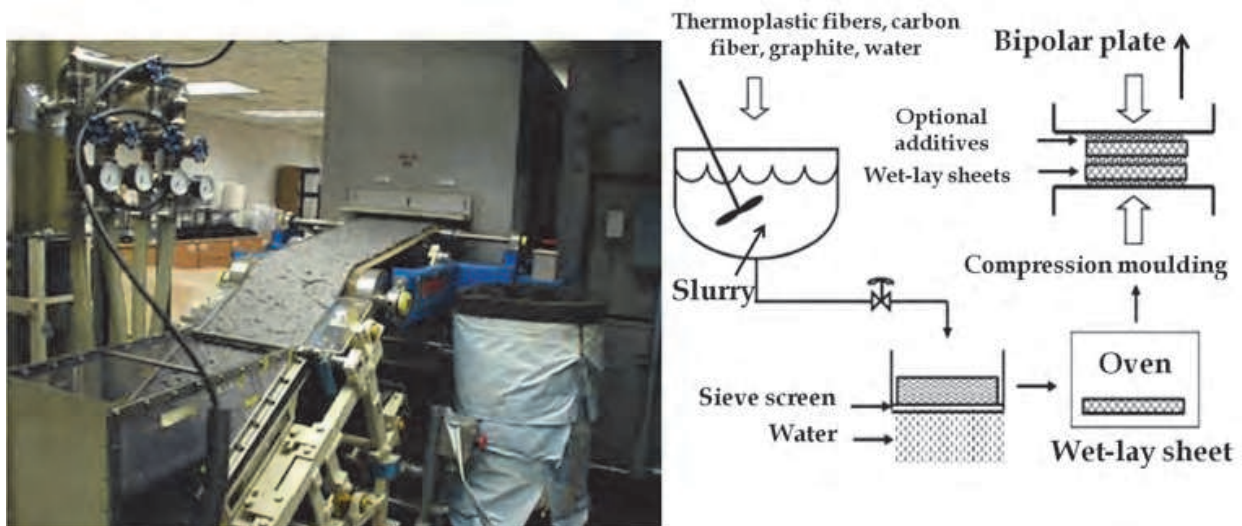 Thermoplastic fibers, carbon
fiber, graphite, water
Bipolar plate
Optional
additives
Wet-lay sheets
Slurry
Compression moulding
Oven
Sieve screen
Water
Wet-lay sheet